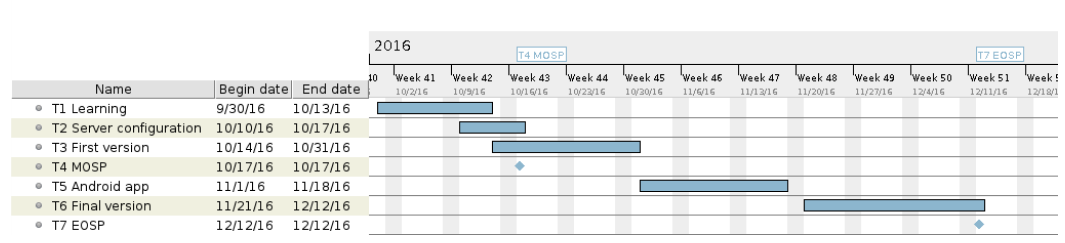 2016
T4 MOSP T7 EOSP
40 Week 41 Week 42 Week 43 Week 44 Week 45 Week 46 Week 47 Week 48 Week 49 Week 50 Week 51 Week 5
Name Begin date End date 10/2/16 10/9/16 10/16/16 10/23/16 10/30/16 11/6/16 11/13/16 11/20/16 11/27/16 12/4/16 12/11/16 12/18/1
T1 Learning 9/30/16 10/13/16
T2 Server configuration 10/10/16 10/17/16
T3 First version 10/14/16 10/31/16
T4 MOSP 10/17/16 10/17/16
T5 Android app 11/1/16 11/18/16
T6 Final version 11/21/16 12/12/16
T7 EOSP 12/12/16 12/12/16